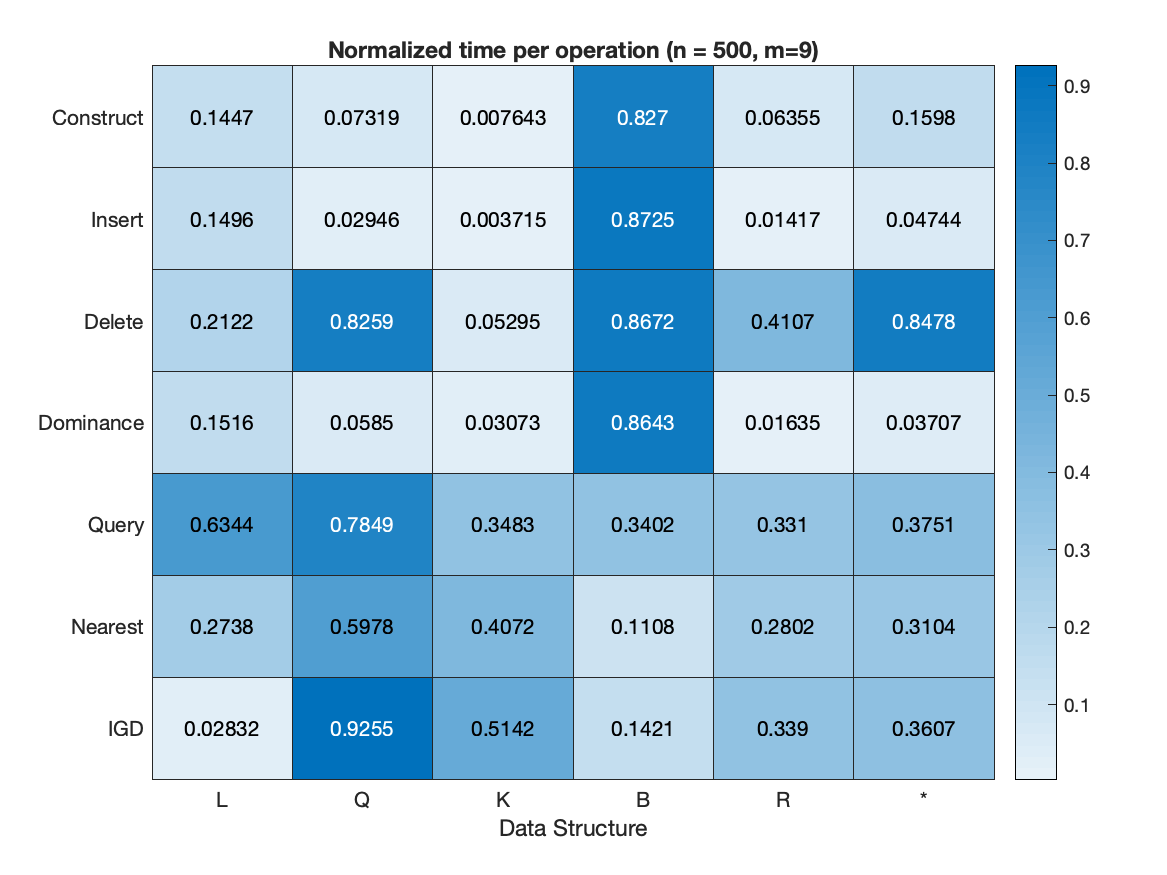 Normalized time per operation (n = 500, m=9)
Construct 0.1447 0.07319 0.007643 0.827 0.06355 0.1598
Insert 0.1496 0.02946 0.003715 0.8725 0.01417 0.04744
Delete 0.2122 0.8259 0.05295 0.8672 0.4107 0.8478
Dominance 0.1516 0.0585 0.03073 0.8643 0.01635 0.03707
Query 0.6344 0.7849 0.3483 0.3402 0.331 0.3751
Nearest 0.2738 0.5978 0.4072 0.1108 0.2802 0.3104
IGD 0.02832 0.9255 0.5142 0.1421 0.339 0.3607
L Q K B R *
Data Structure
0.9
0.8
0.7
0.6
0.5
0.4
0.3
0.2
0.1